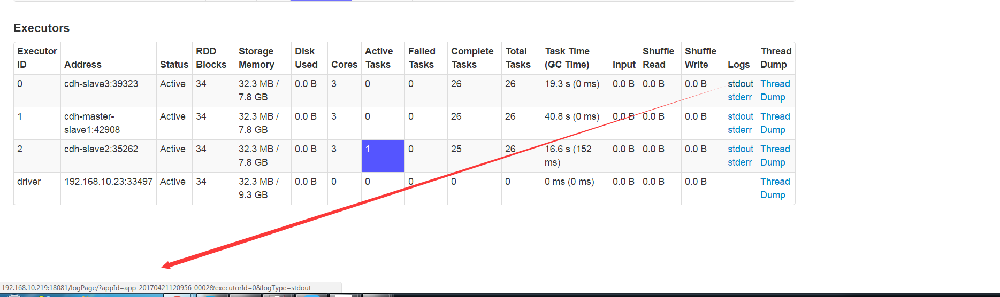 Executors
Executor ID Address Status RDD Blocks Storage Memory Disk Used Cores Active Tasks Failed Tasks Complete Tasks Total Tasks Task Time (GC Time) Input Shuffle Read Shuffle Write Logs Thread Dump
0 cdh-slave3:39323 Active 34 32.3 MB / 7.8 GB 0.0 B 3 0 0 26 26 19.3 s (0 ms) 0.0 B 0.0 B 0.0 B stdout stderr Thread Dump
1 cdh-master-slave1:42908 Active 34 32.3 MB / 7.8 GB 0.0 B 3 0 0 26 26 40.8 s (0 ms) 0.0 B 0.0 B 0.0 B stdout stderr Thread Dump
2 cdh-slave2:35262 Active 34 32.3 MB / 7.8 GB 0.0 B 3 1 0 25 26 16.6 s (152 ms) 0.0 B 0.0 B 0.0 B stdout stderr Thread Dump
driver 192.168.10.23:33497 Active 34 32.3 MB / 9.3 GB 0.0 B 0 0 0 0 0 0 ms (0 ms) 0.0 B 0.0 B 0.0 B Thread Dump
192.168.10.219:18081/logPage/?appId=app-20170421120956-0002&executorId=0&logType=stdout